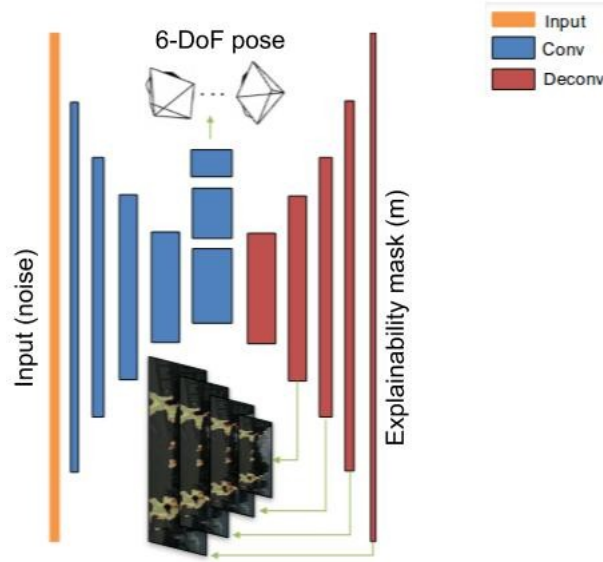 6-DoF pose
Input
Conv
Deconv
Input (noise)
Explainability mask (m)